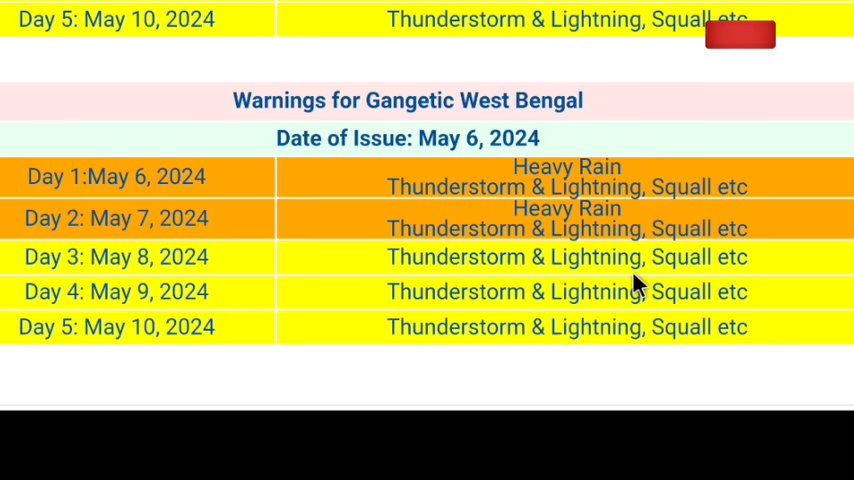 Day 5: May 10, 2024 Thunderstorm & Lightning, Squall etc
Warnings for Gangetic West Bengal
Date of Issue: May 6, 2024
Day 1:May 6, 2024 Heavy Rain
Thunderstorm & Lightning, Squall etc
Day 2: May 7, 2024 Heavy Rain
Thunderstorm & Lightning, Squall etc
Day 3: May 8, 2024 Thunderstorm & Lightning, Squall etc
Day 4: May 9, 2024 Thunderstorm & Lightning, Squall etc
Day 5: May 10, 2024 Thunderstorm & Lightning, Squall etc